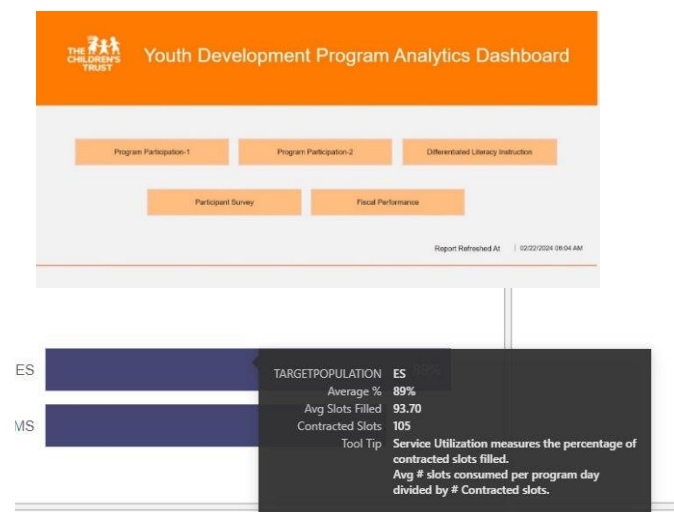 THE
CHILDREN'S
TRUST
Youth Development Program Analytics Dashboard
Program Participation-1
Program Participation-2
Differentiated Literacy Instruction
Participant Survey
Fiscal Performance
Report Refreshed At
02/22/2024 06:04 AM
ES
89%
TARGETPOPULATION ES
Average % 89%
Avg Slots Filled 93.70
MS
Contracted Slots 105
Tool Tip Service Utilization measures the percentage of
contracted slots filled.
Avg # slots consumed per program day
divided by # Contracted slots.